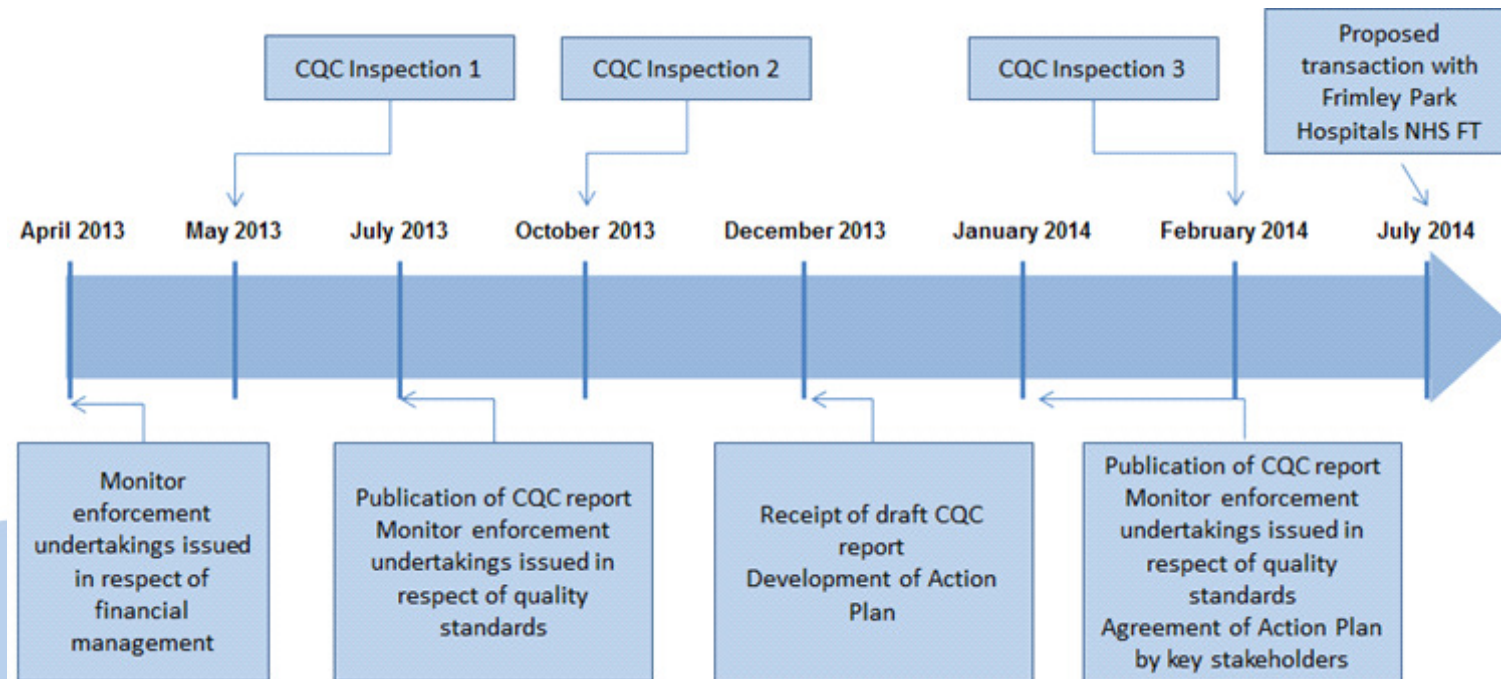 CQC Inspection 1
CQC Inspection 2
CQC Inspection 3
Proposed
transaction with
Frimley Park
Hospitals NHS FT
April 2013
May 2013
July 2013
October 2013
December 2013
January 2014
February 2014
July 2014
Monitor
enforcement
undertakings issued
in respect of
financial
management
Publication of CQC report
Monitor enforcement
undertakings issued in
respect of quality
standards
Receipt of draft CQC
report
Development of Action
Plan
Publication of CQC report
Monitor enforcement
undertakings issued in
respect of quality
standards
Agreement of Action Plan
by key stakeholders